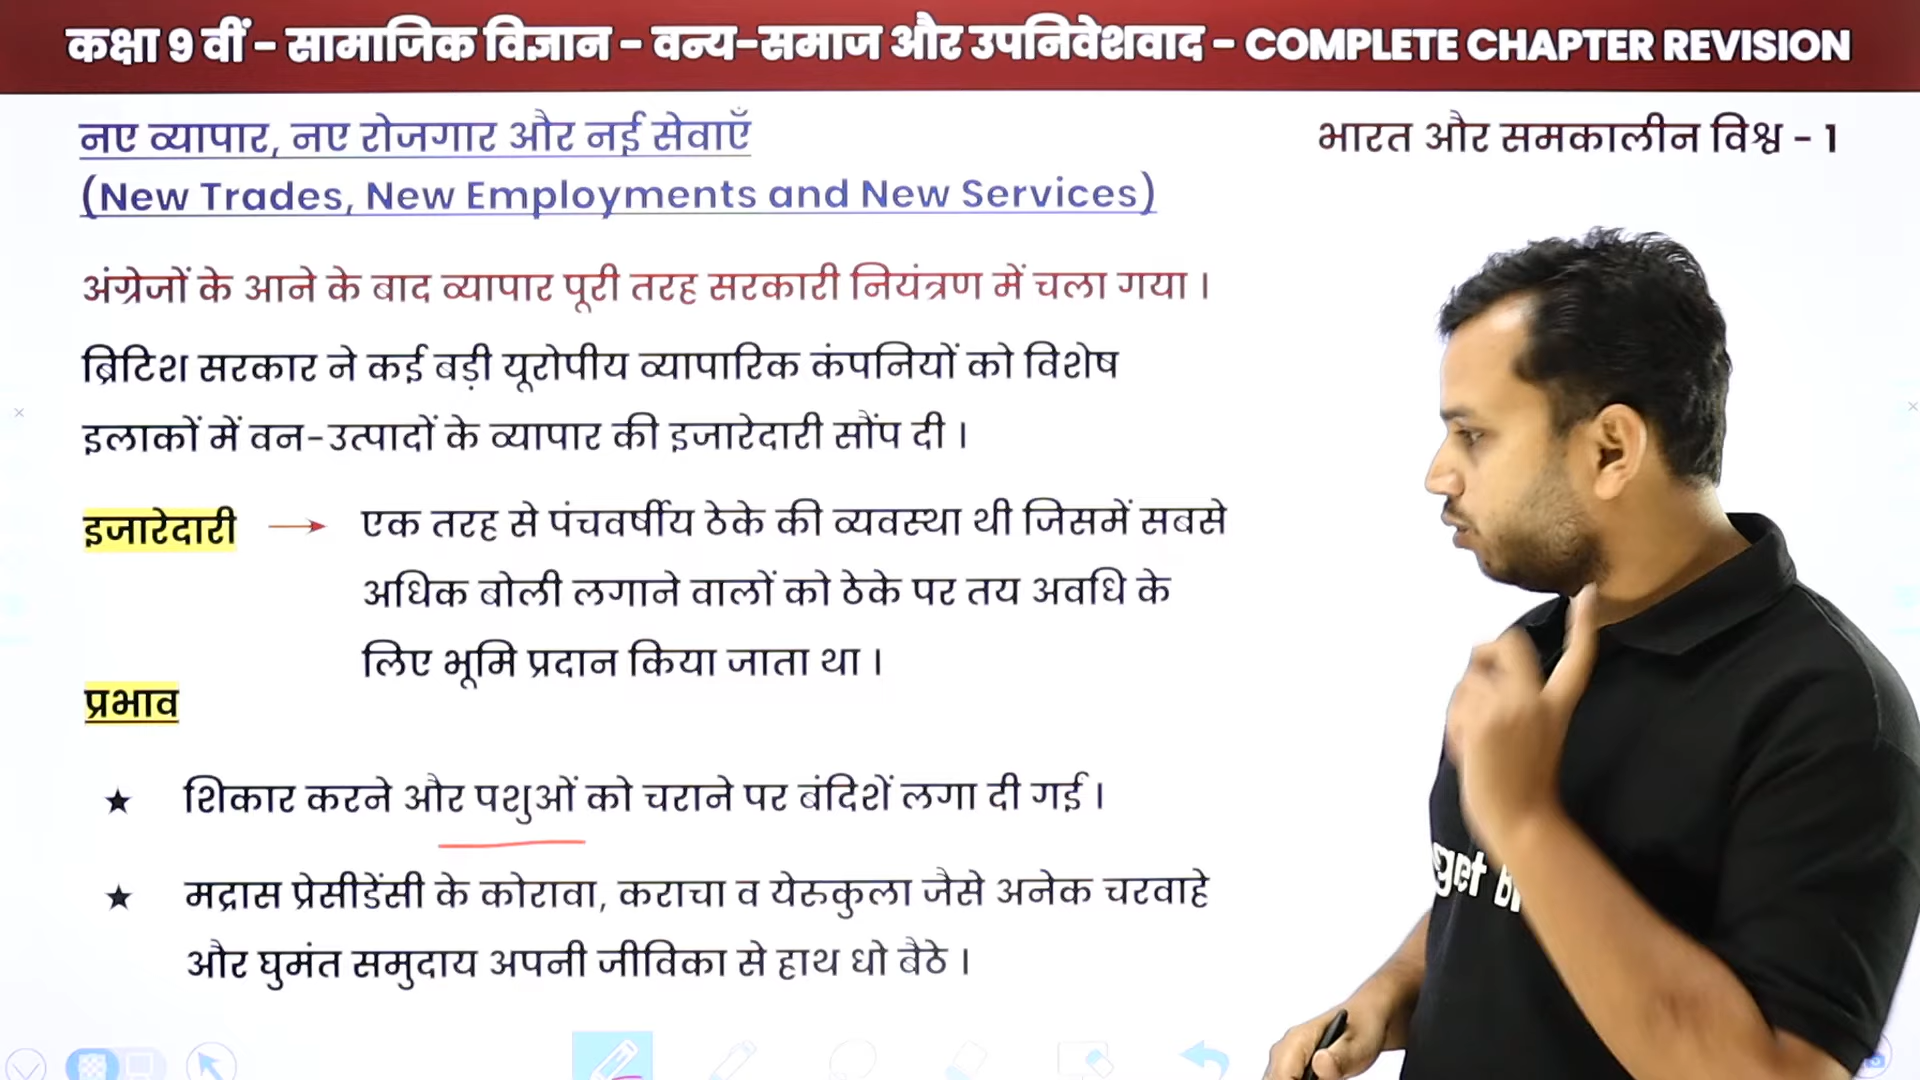 कक्षा 9 वीं - सामाजिक विज्ञान - वन्य-समाज और उपनिवेशवाद - COMPLETE CHAPTER REVISION
नए व्यापार, नए रोजगार और नई सेवाएँ
भारत और समकालीन विश्व - 1
(New Trades, New Employments and New Services)
अंग्रेजों के आने के बाद व्यापार पूरी तरह सरकारी नियंत्रण में चला गया ।
ब्रिटिश सरकार ने कई बड़ी यूरोपीय व्यापारिक कंपनियों को विशेष
इलाकों में वन-उत्पादों के व्यापार की इजारेदारी सौंप दी ।
इजारेदारी → एक तरह से पंचवर्षीय ठेके की व्यवस्था थी जिसमें सबसे
अधिक बोली लगाने वालों को ठेके पर तय अवधि के
लिए भूमि प्रदान किया जाता था ।
प्रभाव
★ शिकार करने और पशुओं को चराने पर बंदिशें लगा दी गई ।
★ मद्रास प्रेसीडेंसी के कोरावा, कराचा व येरुकुला जैसे अनेक चरवाहे
और घुमंत समुदाय अपनी जीविका से हाथ धो बैठे ।